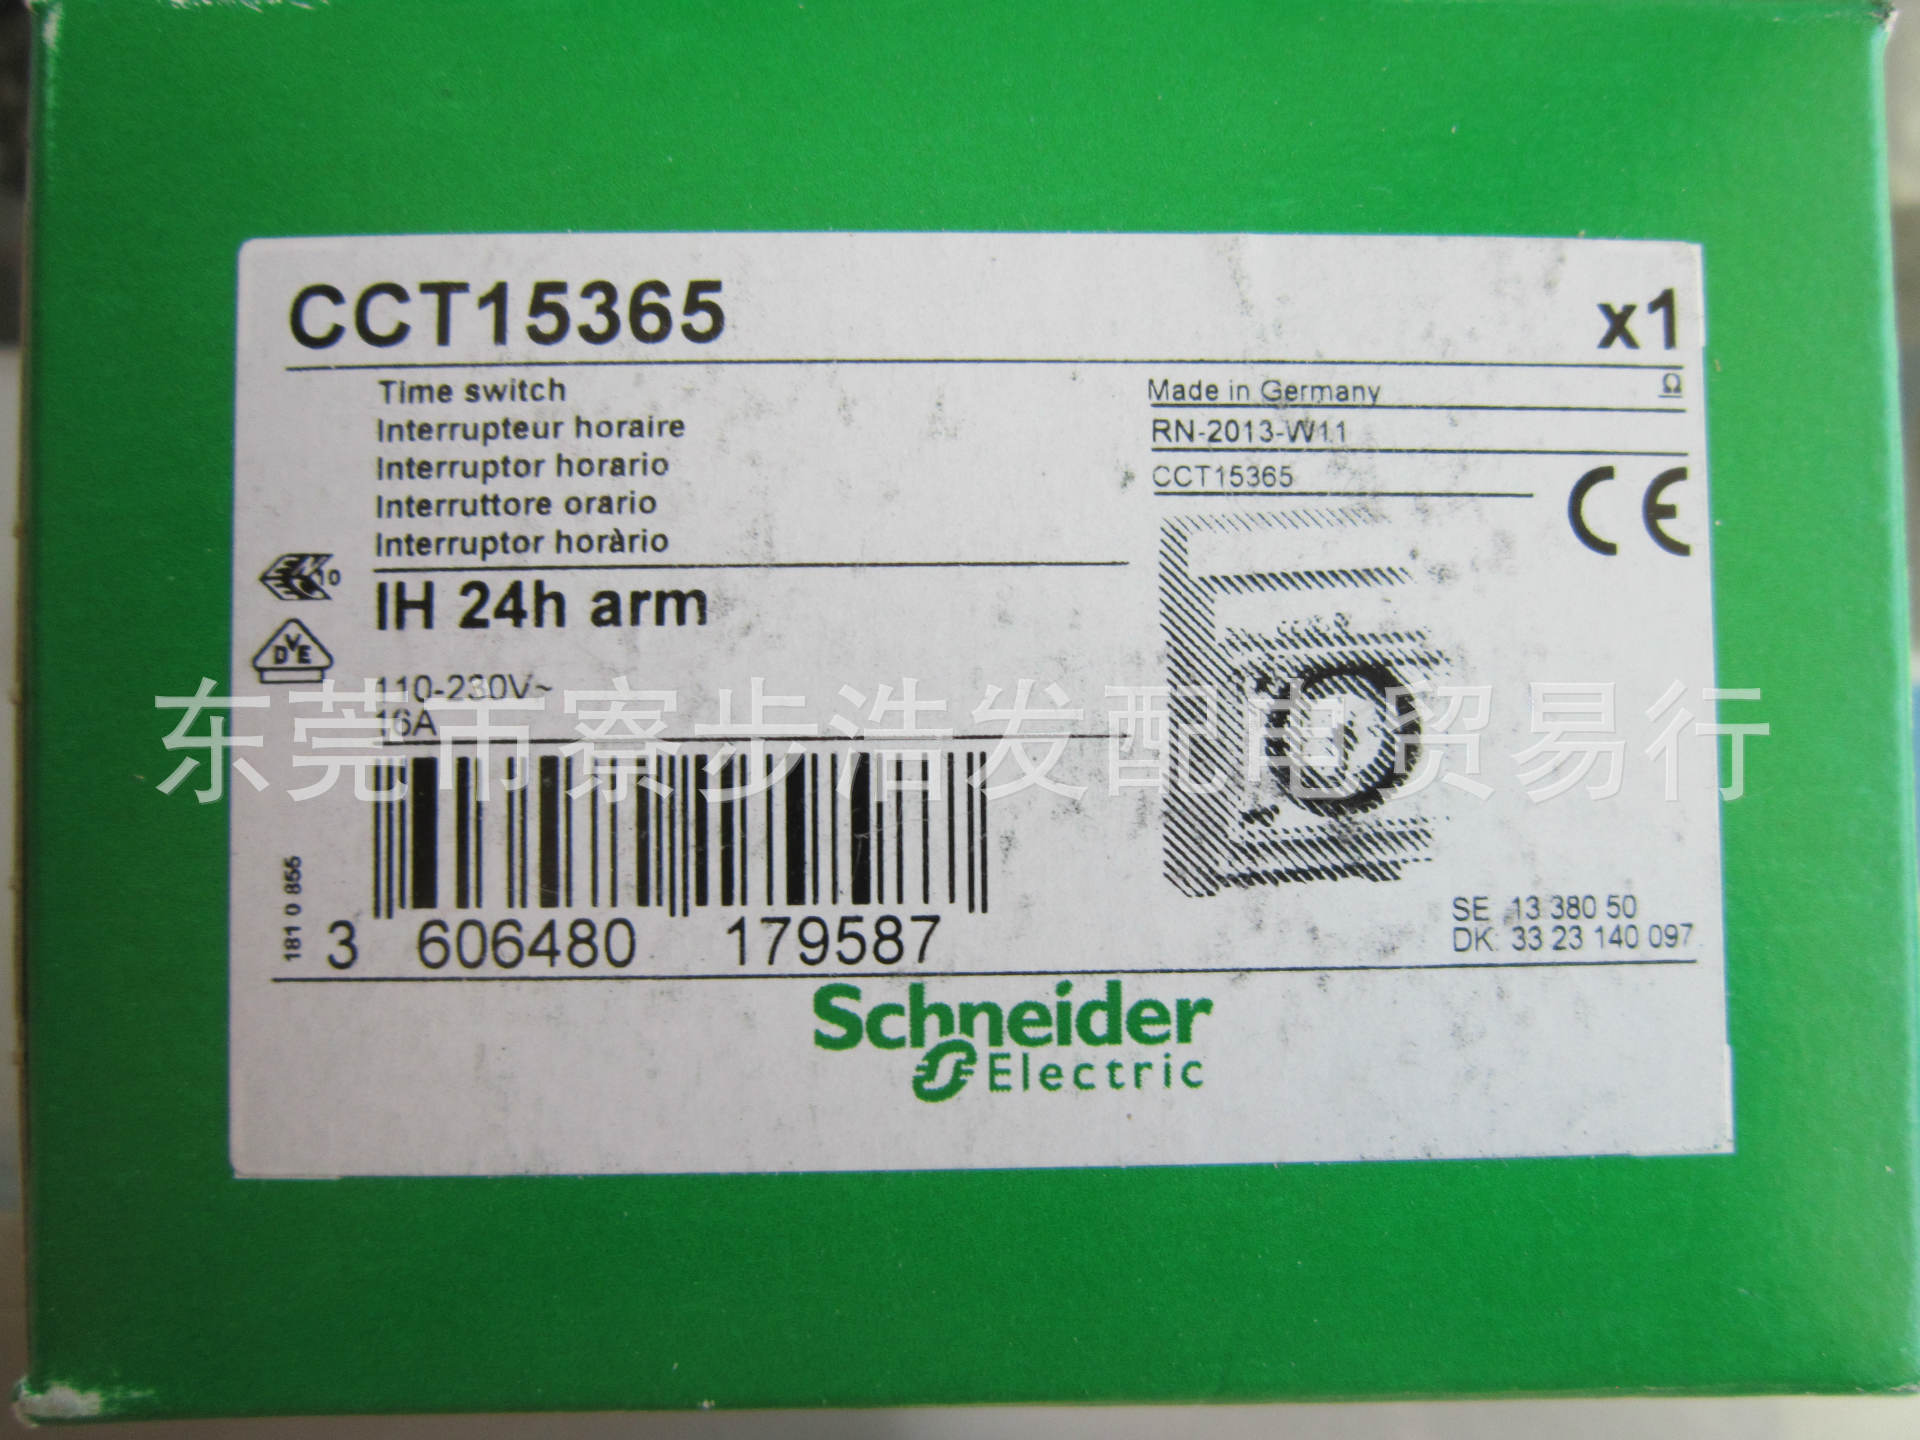 CCT15365 x1
Time switch
Interrupteur horaire
Interruptor horario
Interruttore orario
Interruptor horàrio
Made in Germany Ω
RN-2013-W11
CCT15365
CE
10
DVE
IH 24h arm
110-230V~
16A
东莞市寮步浩发配电贸易行
181 0 855
3 606480 179587
SE 13 380 50
DK: 33 23 140 097
Schneider
Electric